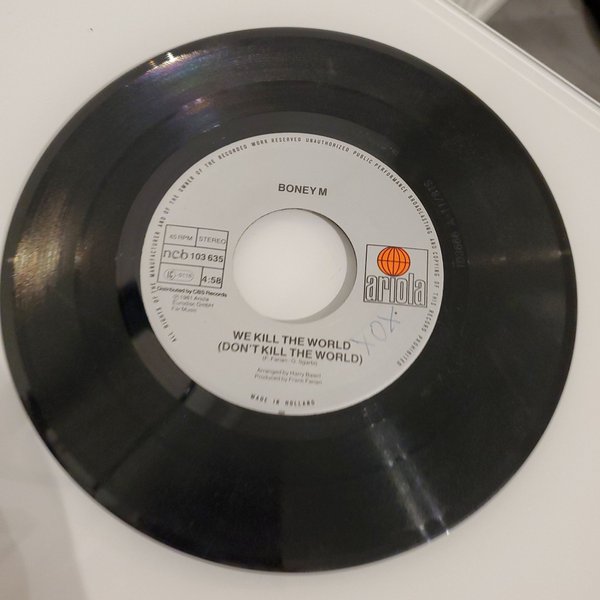 ALL RIGHTS OF THE MANUFACTURER AND OF THE OWNER OF THE RECORDED WORK RESERVED UNAUTHORIZED PUBLIC PERFORMANCE BROADCASTING AND COPYING OF THIS RECORD PROHIBITED
BONEY M
45 RPM STEREO
ncb 103 635
4:58
ariola
Distributed by CBS Records
℗ 1981 Ariola
Eurodisc GmbH
Far Music
XOX.
WE KILL THE WORLD
(DON'T KILL THE WORLD)
Arranged by Harry Baierl
Produced by Frank Farian
MADE IN HOLLAND